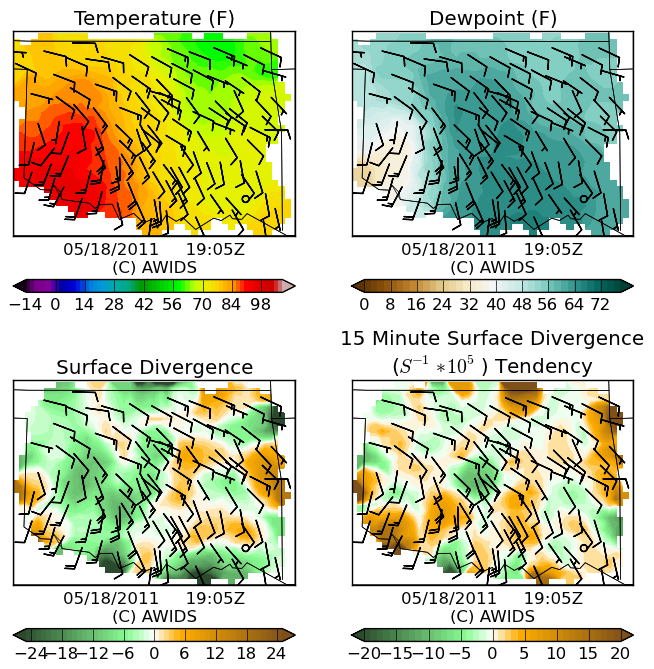 Temperature (F)
Dewpoint (F)
05/18/2011 19:05Z
(C) AWIDS
05/18/2011 19:05Z
(C) AWIDS
−14 0 14 28 42 56 70 84 98
0 8 16 24 32 40 48 56 64 72
Surface Divergence
15 Minute Surface Divergence
(S⁻¹ *10⁵ ) Tendency
05/18/2011 19:05Z
(C) AWIDS
05/18/2011 19:05Z
(C) AWIDS
−24 −18 −12 −6 0 6 12 18 24
−20 −15 −10 −5 0 5 10 15 20